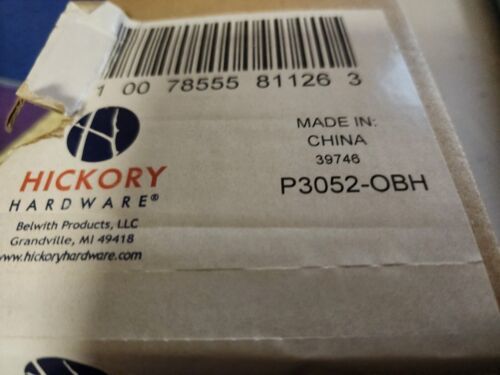 1 00 78555 81126 3
MADE IN:
CHINA
39746
P3052-OBH
HICKORY
HARDWARE®
Belwith Products, LLC
Grandville, MI 49418
www.hickoryhardware.com